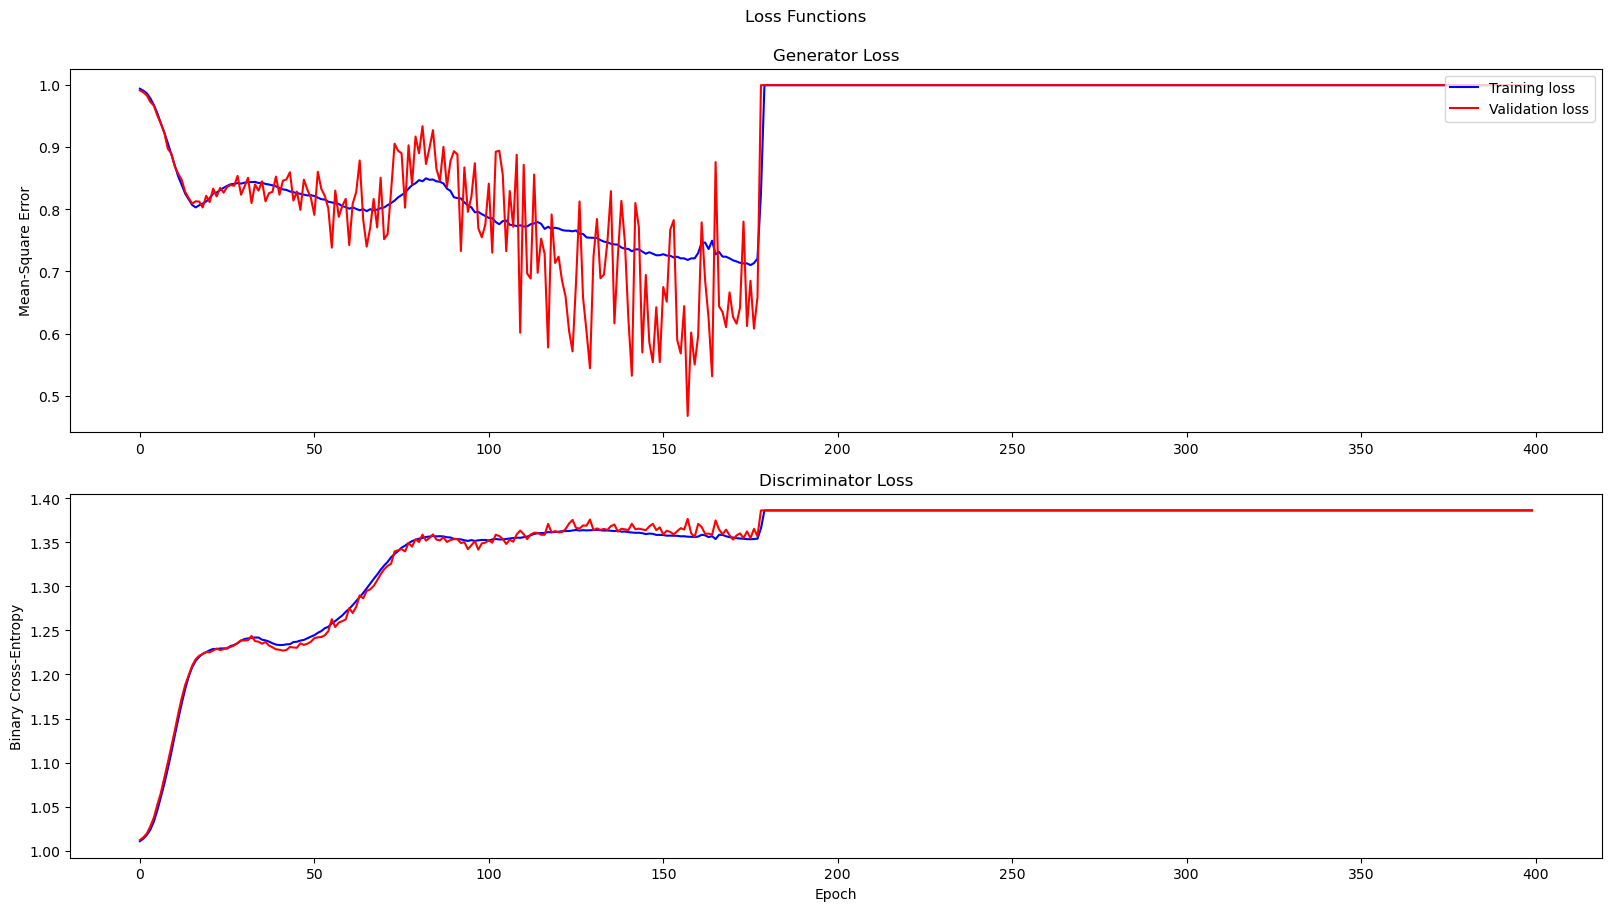 Loss Functions
Generator Loss
Mean-Square Error
1.0
0.9
0.8
0.7
0.6
0.5
Training loss
Validation loss
0 50 100 150 200 250 300 350 400
Discriminator Loss
Binary Cross-Entropy
1.40
1.35
1.30
1.25
1.20
1.15
1.10
1.05
1.00
0 50 100 150 200 250 300 350 400
Epoch